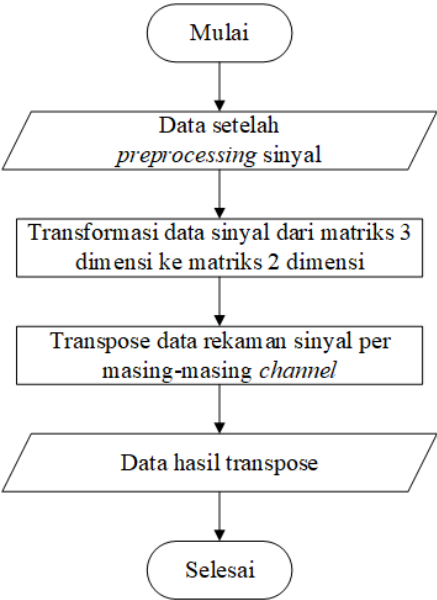 Mulai
Data setelah
preprocessing sinyal
Transformasi data sinyal dari matriks 3
dimensi ke matriks 2 dimensi
Transpose data rekaman sinyal per
masing-masing channel
Data hasil transpose
Selesai